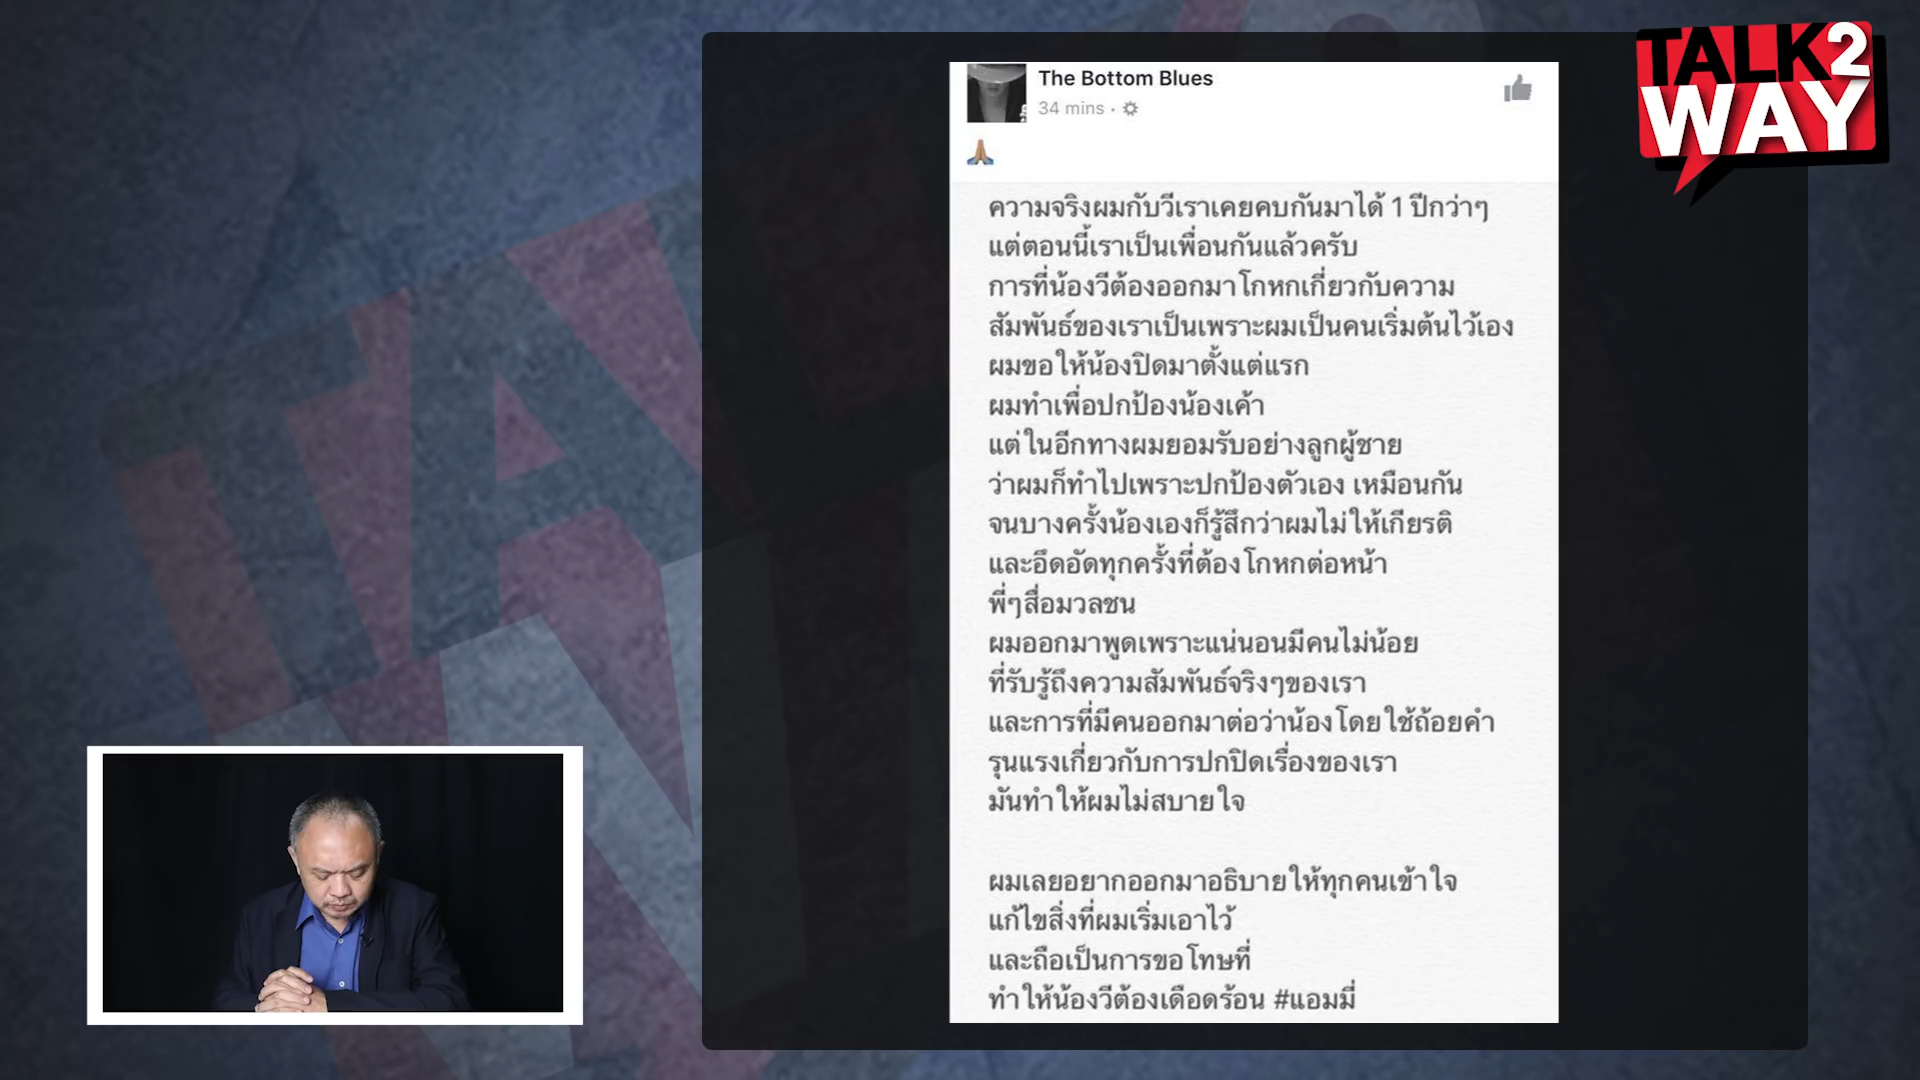 The Bottom Blues
34 mins ·
ความจริงผมกับวีเราเคยคบกันมาได้ 1 ปีกว่าๆ
แต่ตอนนี้เราเป็นเพื่อนกันแล้วครับ
การที่น้องวีต้องออกมาโกหกเกี่ยวกับความ
สัมพันธ์ของเราเป็นเพราะผมเป็นคนเริ่มต้นไว้เอง
ผมขอให้น้องปิดมาตั้งแต่แรก
ผมทำเพื่อปกป้องน้องเค้า
แต่ในอีกทางผมยอมรับอย่างลูกผู้ชาย
ว่าผมก็ทำไปเพราะปกป้องตัวเอง เหมือนกัน
จนบางครั้งน้องเองก็รู้สึกว่าผมไม่ให้เกียรติ
และอึดอัดทุกครั้งที่ต้องโกหกต่อหน้า
พี่ๆสื่อมวลชน
ผมออกมาพูดเพราะแน่นอนมีคนไม่น้อย
ที่รับรู้ถึงความสัมพันธ์จริงๆของเรา
และการที่มีคนออกมาต่อว่าน้องโดยใช้ถ้อยคำ
รุนแรงเกี่ยวกับการปกปิดเรื่องของเรา
มันทำให้ผมไม่สบายใจ
ผมเลยอยากออกมาอธิบายให้ทุกคนเข้าใจ
แก้ไขสิ่งที่ผมเริ่มเอาไว้
และถือเป็นการขอโทษที่
ทำให้น้องวีต้องเดือดร้อน #แอมมี่
TALK2
WAY